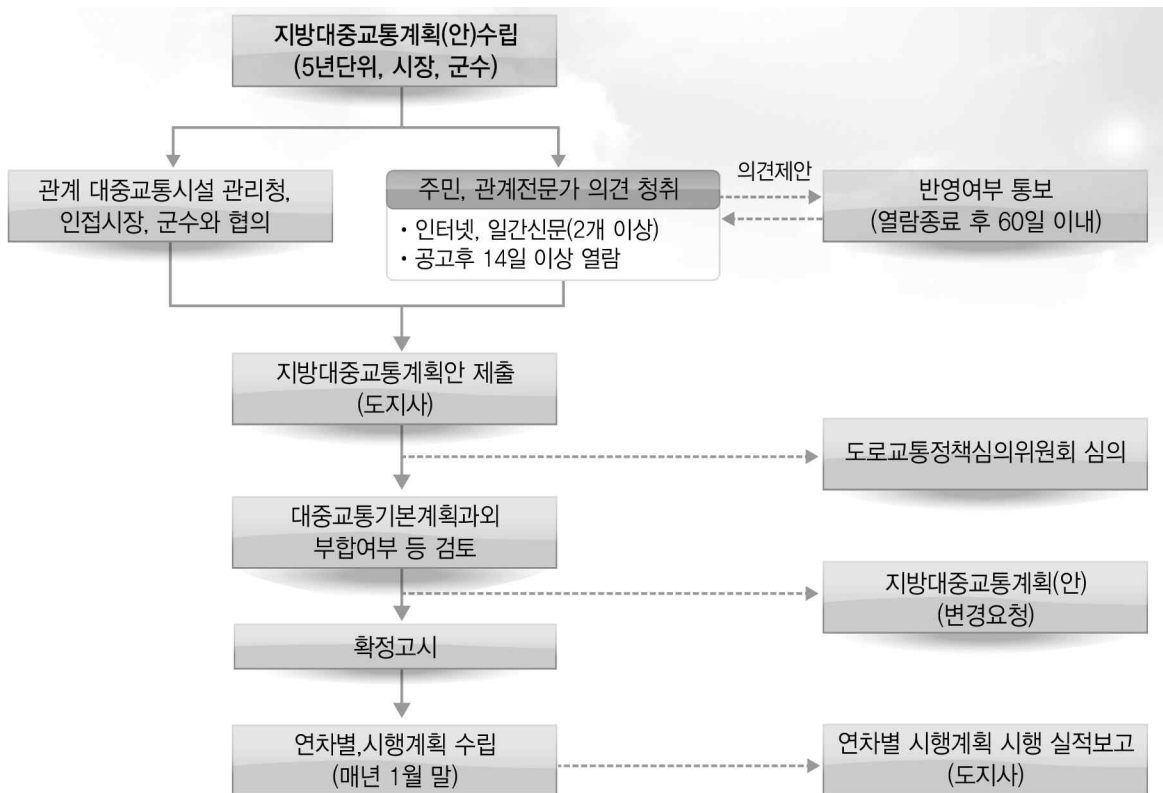 지방대중교통계획(안)수립
(5년단위, 시장, 군수)
관계 대중교통시설 관리청,
인접시장, 군수와 협의
주민, 관계전문가 의견 청취
· 인터넷, 일간신문(2개 이상)
· 공고후 14일 이상 열람
의견제안
반영여부 통보
(열람종료 후 60일 이내)
지방대중교통계획안 제출
(도지사)
도로교통정책심의위원회 심의
대중교통기본계획과외
부합여부 등 검토
지방대중교통계획(안)
(변경요청)
확정고시
연차별,시행계획 수립
(매년 1월 말)
연차별 시행계획 시행 실적보고
(도지사)